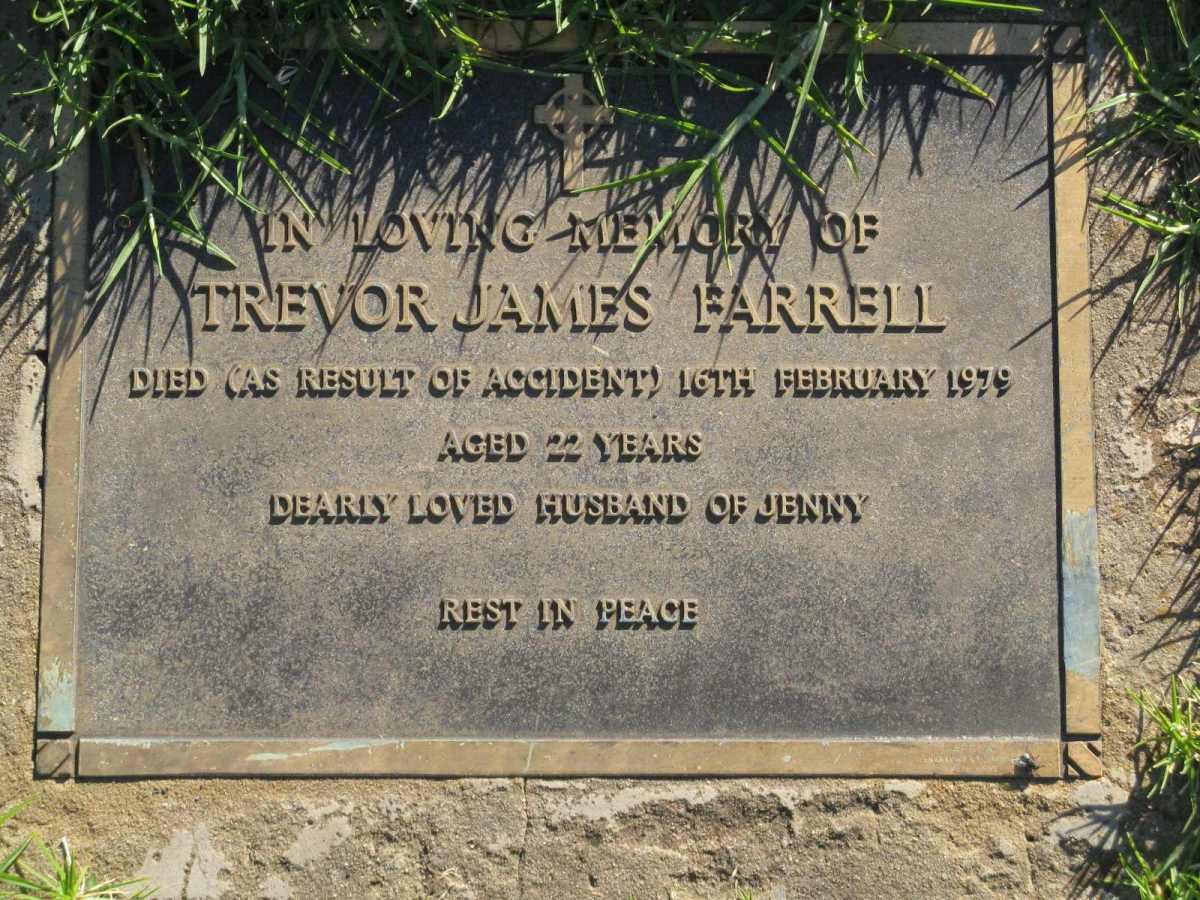 IN LOVING MEMORY OF
TREVOR JAMES FARRELL
DIED (AS RESULT OF ACCIDENT) 16TH FEBRUARY 1979
AGED 22 YEARS
DEARLY LOVED HUSBAND OF JENNY
REST IN PEACE